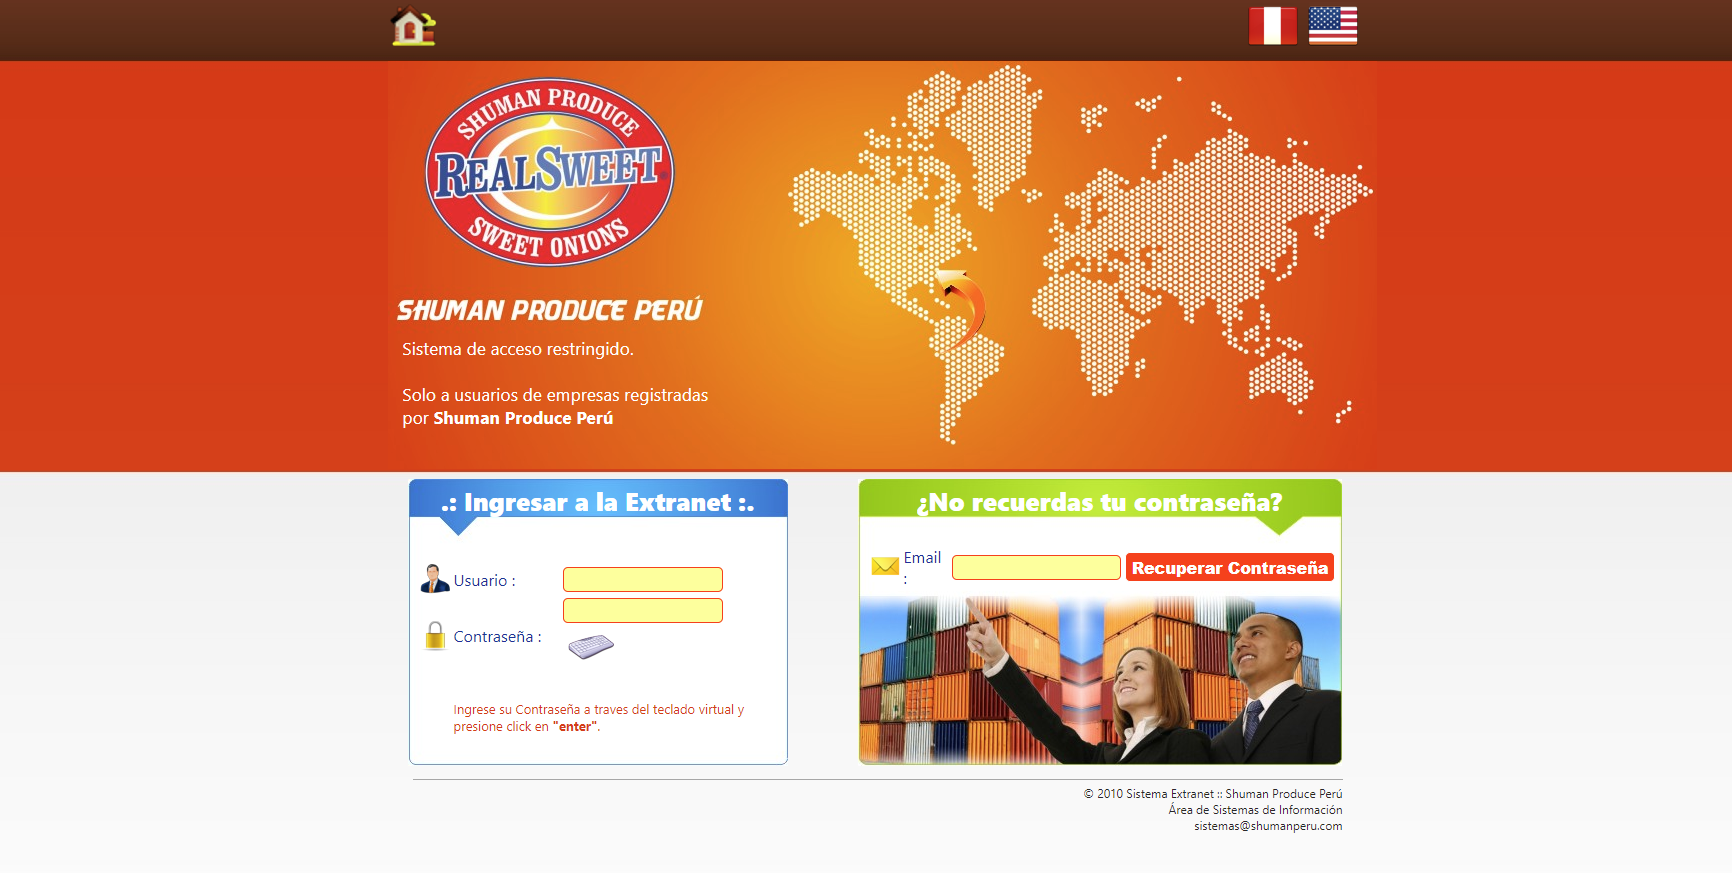 SHUMAN PRODUCE
REALSWEET®
SWEET ONIONS
SHUMAN PRODUCE PERÚ
Sistema de acceso restringido.
Solo a usuarios de empresas registradas
por Shuman Produce Perú
.: Ingresar a la Extranet :.
Usuario :
Contraseña :
Ingrese su Contraseña a traves del teclado virtual y
presione click en "enter".
¿No recuerdas tu contraseña?
Email
:
Recuperar Contraseña
© 2010 Sistema Extranet :: Shuman Produce Perú
Área de Sistemas de Información
sistemas@shumanperu.com